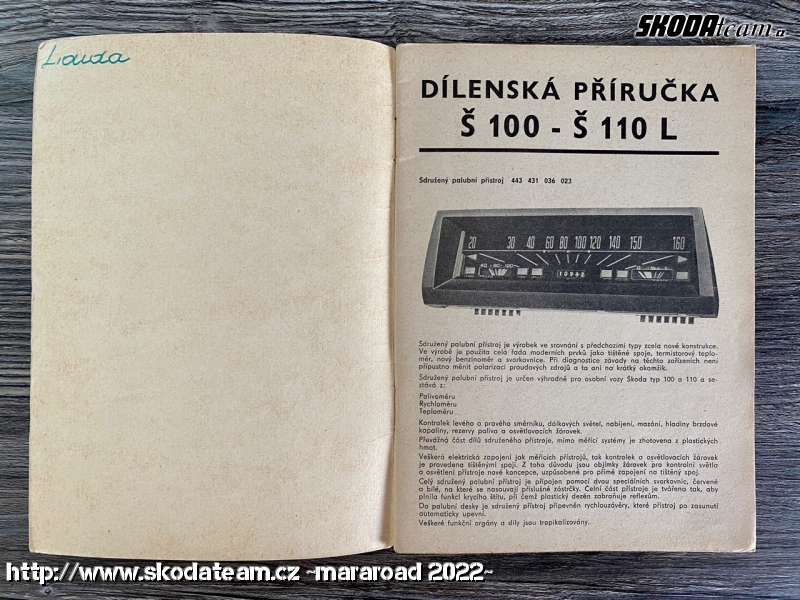 ŠKODAteam.cz
DÍLENSKÁ PŘÍRUČKA
Š 100 - Š 110 L
Sdružený palubní přístroj 443 431 036 023
20 30 40 60 80 100 120 140 150 160
40 80 120
Sdružený palubní přístroj je výrobek ve srovnání s předchozími typy zcela nové konstrukce.
Ve výrobě je použito celá řada moderních prvků jako tištěné spoje, termistorový teplo-
měr, nový benzinoměr a svorkovnice. Při diagnostice závady na těchto zařízeních není
přípustno měnit polarizaci proudových zdrojů a to ani na krátký okamžik.
Sdružený palubní přístroj je určen výhradně pro osobní vozy Škoda typ 100 a 110 a se-
stává z:
Palivoměru
Rychloměru
Teploměru
Kontrolek levého a pravého směrníku, dálkových světel, nabíjení, mazání, hladiny brzdové
kapaliny, rezervy paliva a osvětlovacích žárovek.
Převážná část dílů sdruženého přístroje, mimo měřící systémy je zhotovena z plastických
hmot.
Veškerá elektrická zapojení jak měřicích přístrojů, tak kontrolek a osvětlovacích žárovek
je provedena tištěnými spoji. Z toho důvodu jsou objímky žárovek pro kontrolní světla
a osvětlení přístroje nové koncepce, uzpůsobené pro přímé zapojení na tištěný spoj.
Celý sdružený palubní přístroj je připojen pomocí dvou speciálních svorkovnic, červené
a bílé, na které se nasouvají příslušné zástrčky. Čelní část přístroje je tvářena tak, aby
plnila funkci krycího štítu, při čemž plastický dezén zabraňuje reflexům.
Do palubní desky je sdružený přístroj připevněn rychlouzávěry, které přístroj po zasunutí
automaticky upevní.
Veškeré funkční orgány a díly jsou tropikalizovány.
http://www.skodateam.cz ~mararoad 2022~